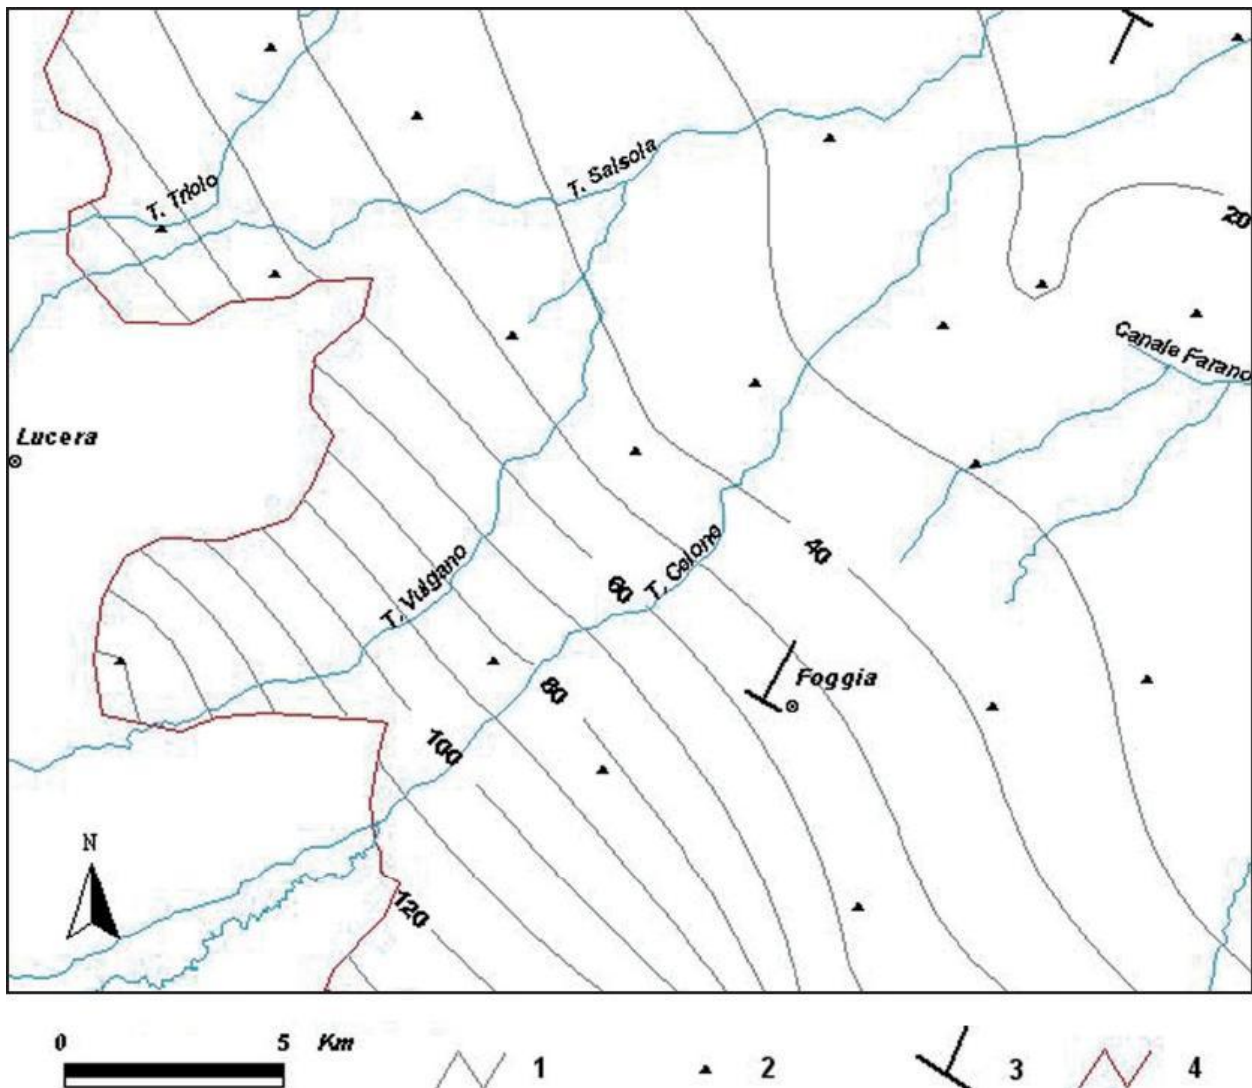 T. Triolo
T. Salsola
20
Canale Farano
Lucera
40
T. Vulgano
60
T. Celone
80
Foggia
100
N
120
0 5 Km
1 2 3 4